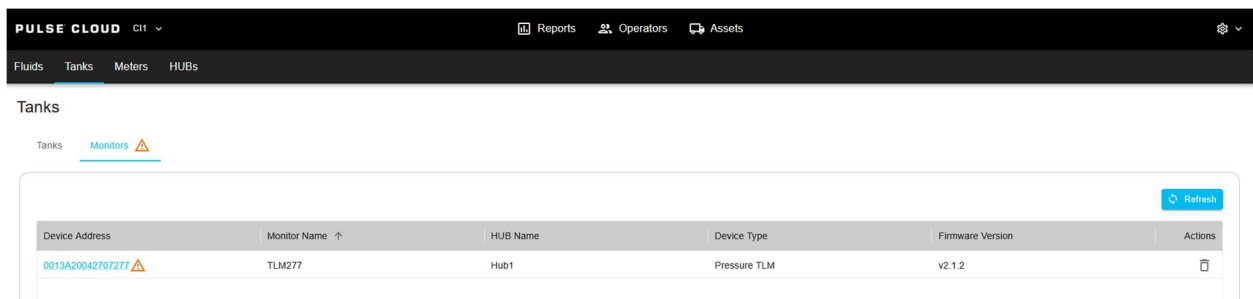 PULSE CLOUD CI1 Reports Operators Assets
Fluids Tanks Meters HUBs
Tanks
Tanks Monitors
Refresh
Device Address Monitor Name HUB Name Device Type Firmware Version Actions
0013A20042707277 TLM277 Hub1 Pressure TLM v2.1.2